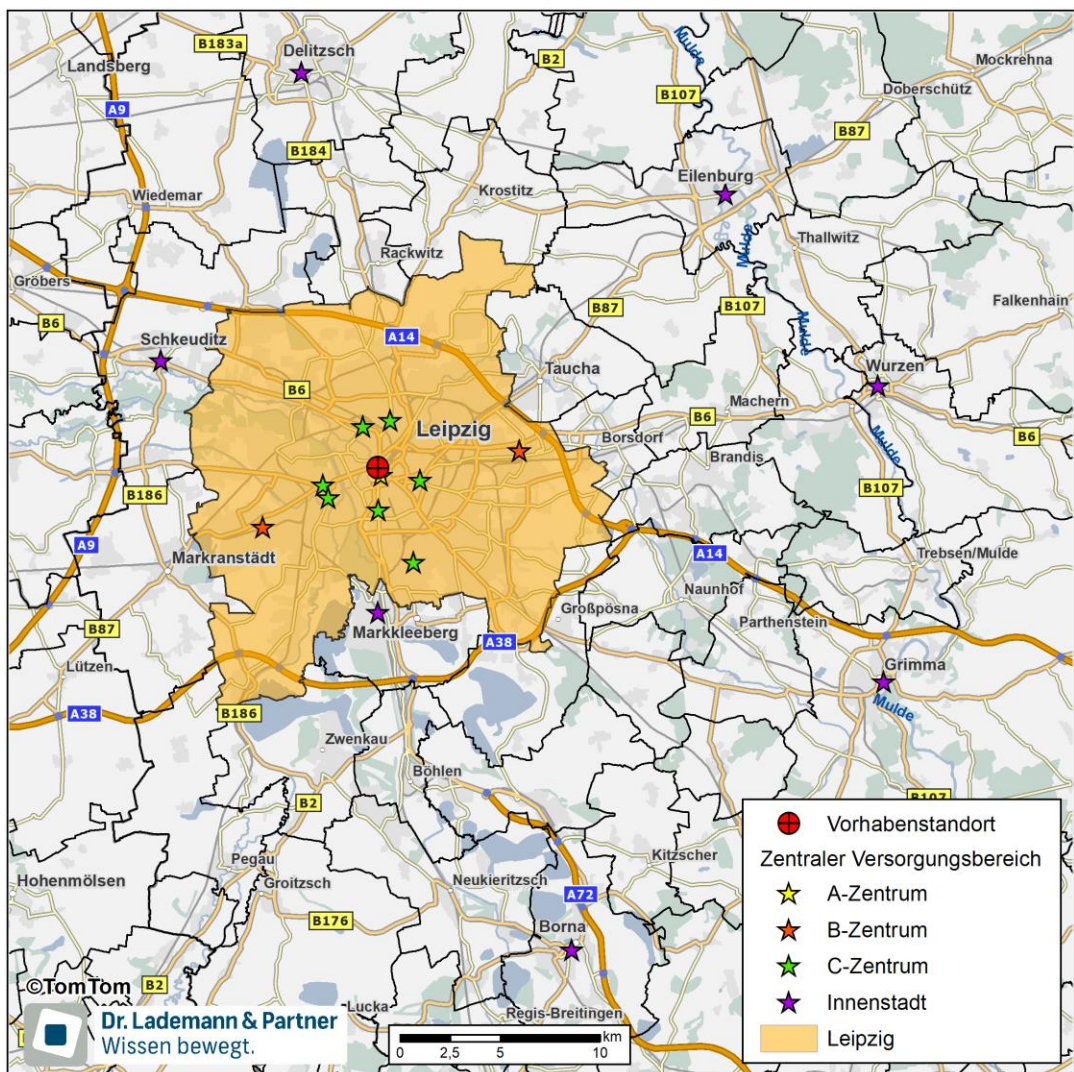 B183a
Delitzsch
B2
Mulde
Mockrehna
Landsberg
B107
Doberschütz
A9
B87
B184
Eilenburg
Krostitz
Wiedemar
Mulde
Thallwitz
Rackwitz
Gröbers
B107
Falkenhain
B87
B6
A14
Mulde
Schkeuditz
Taucha
Wurzen
B6
Machern
Leipzig
B6
Borsdorf
B6
Brandis
Mulde
B186
B107
A9
Markranstädt
A14
Trebsen/Mulde
Naunhof
Großpösna
Parthenstein
B87
Markkleeberg
A38
Lützen
Grimma
Mulde
A38
B186
Zwenkau
Böhlen
B107
B2
Vorhabenstandort
Zentraler Versorgungsbereich
Pegau
Kitzscher
Hohenmölsen
Groitzsch
Neukieritzsch
A-Zentrum
A72
B176
Borna
B-Zentrum
C-Zentrum
B2
©TomTom
Innenstadt
Lucka
Regis-Breitingen
Dr. Lademann & Partner
Wissen bewegt.
km
0 2,5 5 10
Leipzig